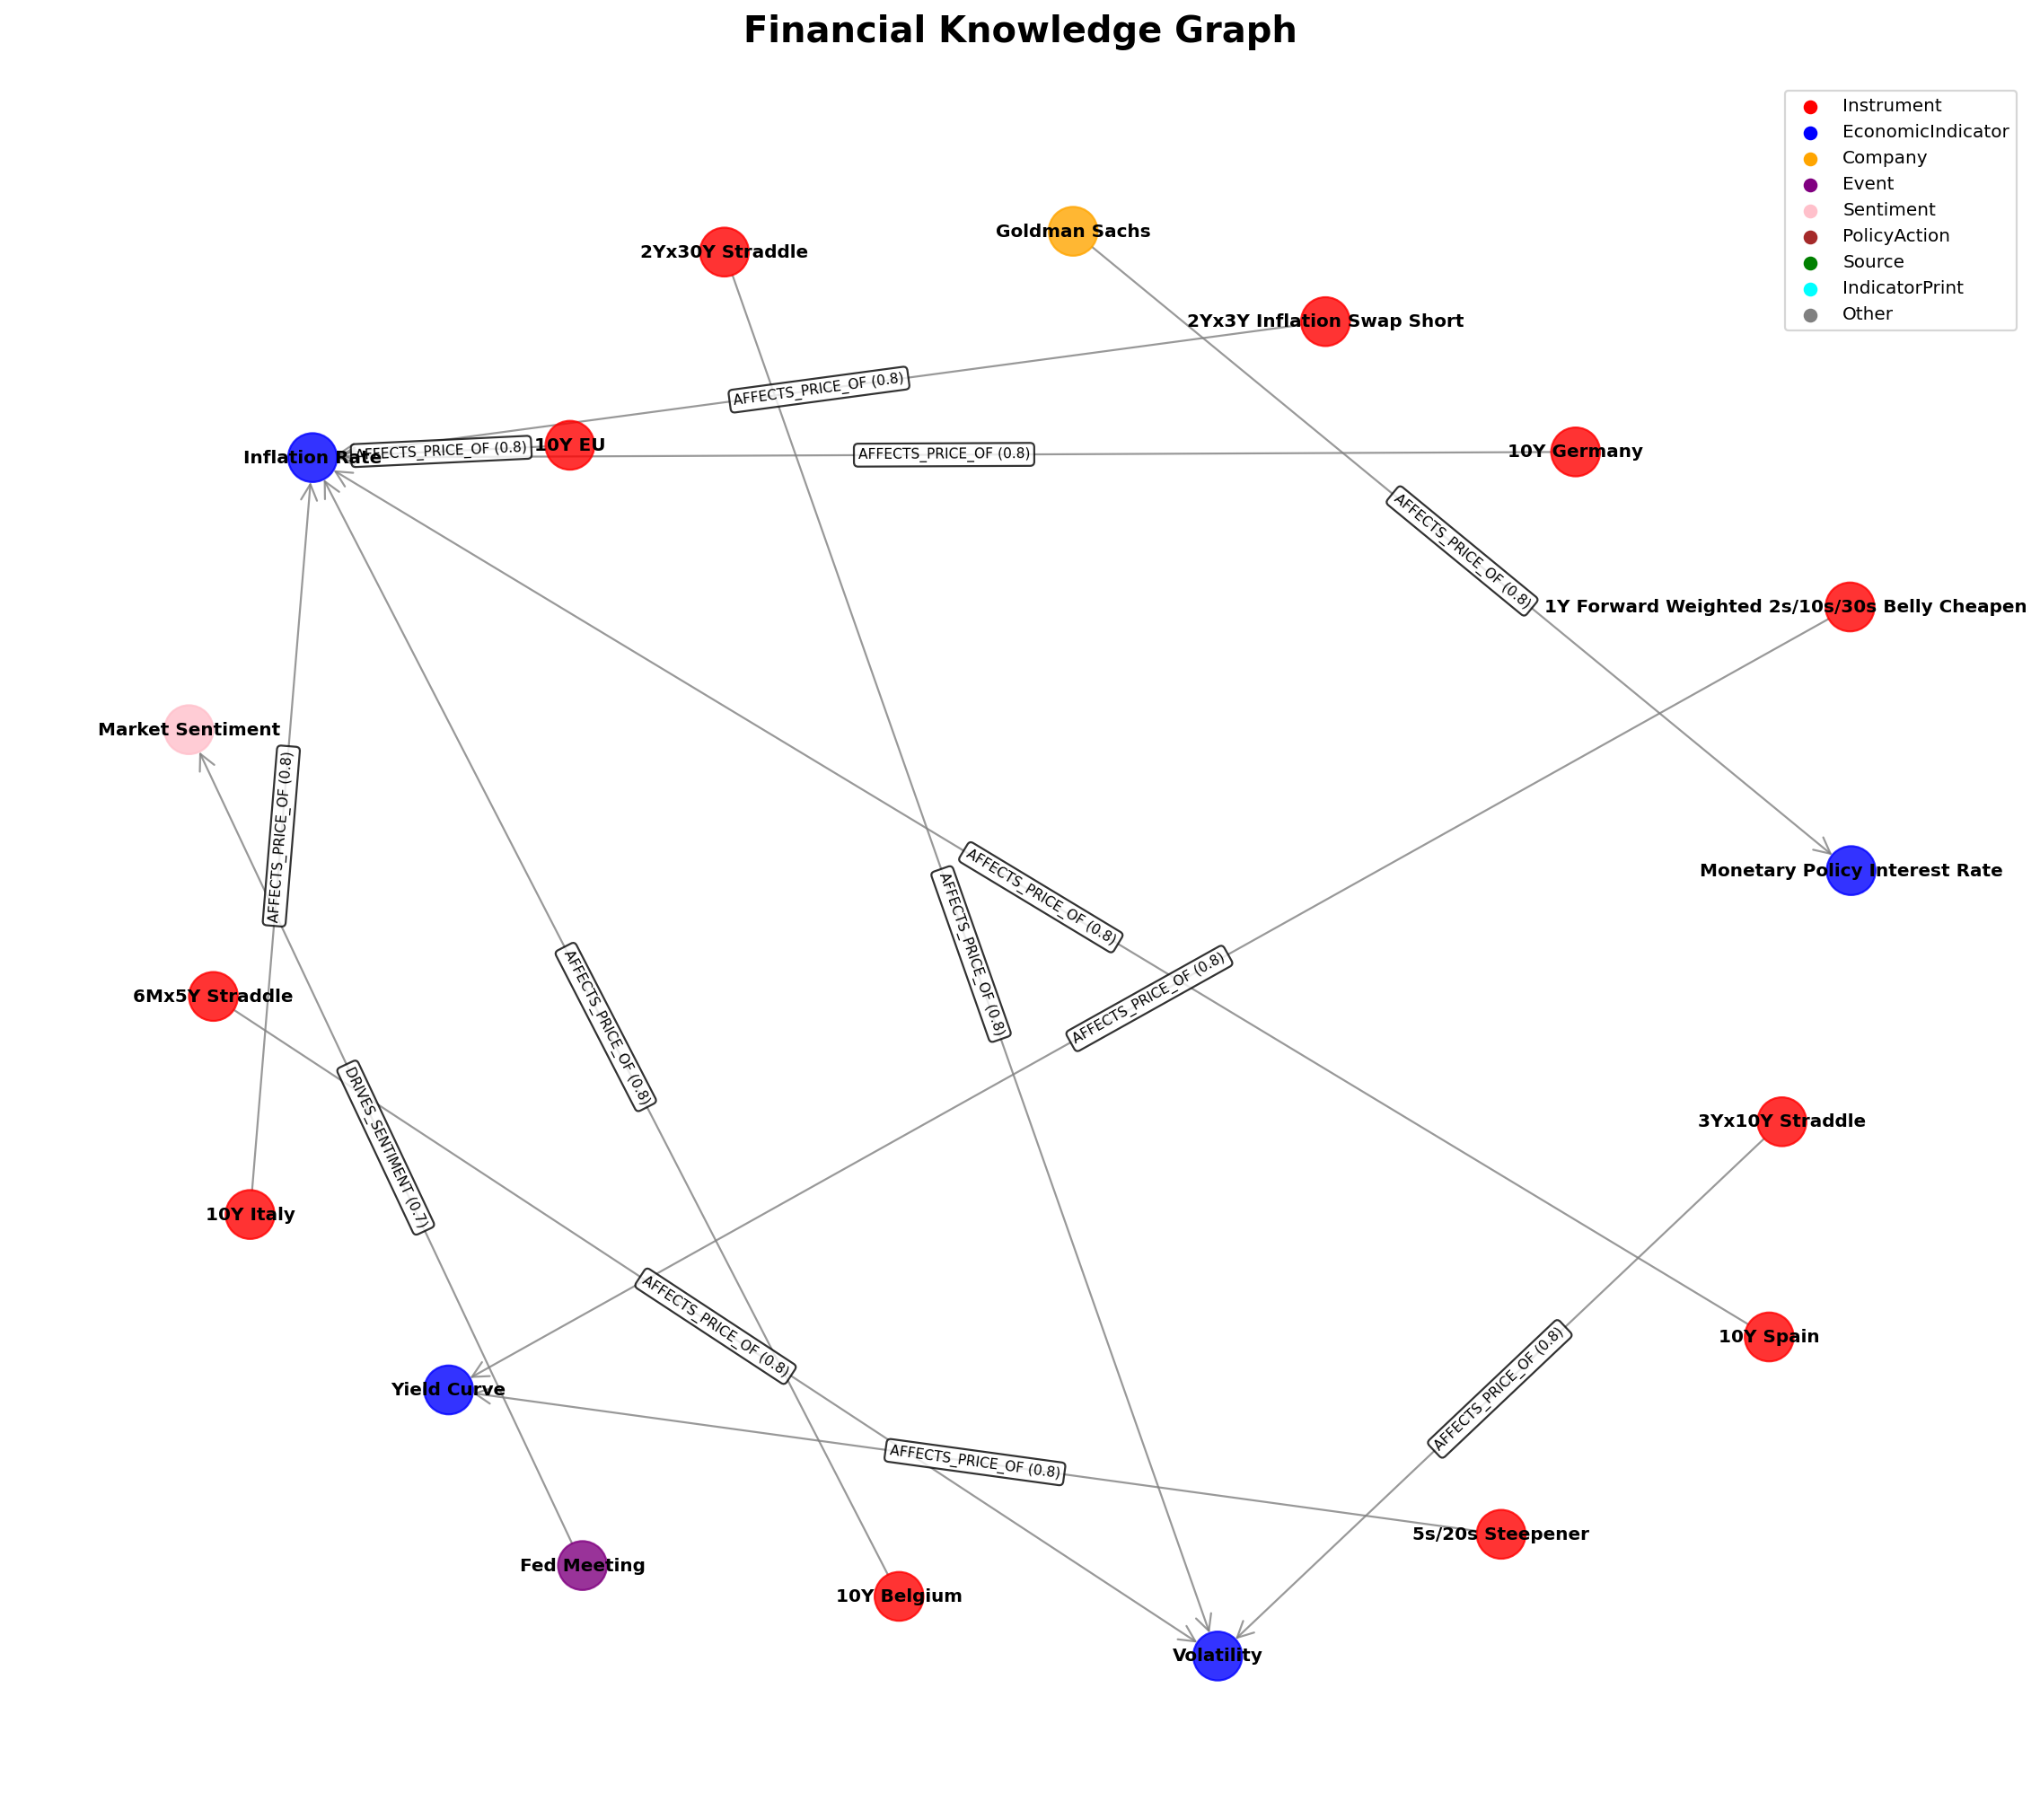 Financial Knowledge Graph
Instrument
EconomicIndicator
Company
Event
Sentiment
PolicyAction
Source
IndicatorPrint
Other
Goldman Sachs
2Yx30Y Straddle
2Yx3Y Inflation Swap Short
AFFECTS_PRICE_OF (0.8)
10Y EU
AFFECTS_PRICE_OF (0.8)
Inflation Rate
AFFECTS_PRICE_OF (0.8)
10Y Germany
AFFECTS_PRICE_OF (0.8)
1Y Forward Weighted 2s/10s/30s Belly Cheapen
Market Sentiment
AFFECTS_PRICE_OF (0.8)
Monetary Policy Interest Rate
AFFECTS_PRICE_OF (0.8)
AFFECTS_PRICE_OF (0.8)
6Mx5Y Straddle
AFFECTS_PRICE_OF (0.8)
AFFECTS_PRICE_OF (0.8)
3Yx10Y Straddle
DRIVES_SENTIMENT (0.7)
10Y Italy
AFFECTS_PRICE_OF (0.8)
10Y Spain
AFFECTS_PRICE_OF (0.8)
Yield Curve
AFFECTS_PRICE_OF (0.8)
5s/20s Steepener
Fed Meeting
10Y Belgium
Volatility